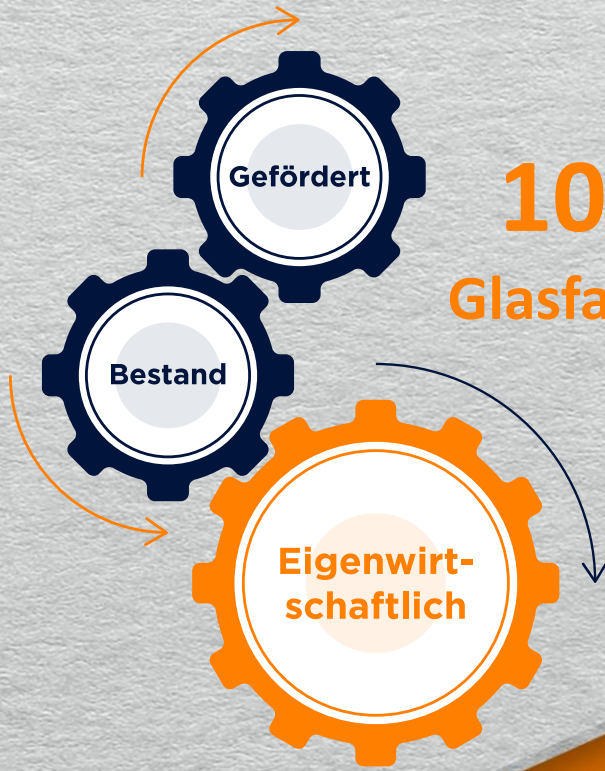 Gefördert
10
Glasfa
Bestand
Eigenwirt-
schaftlich